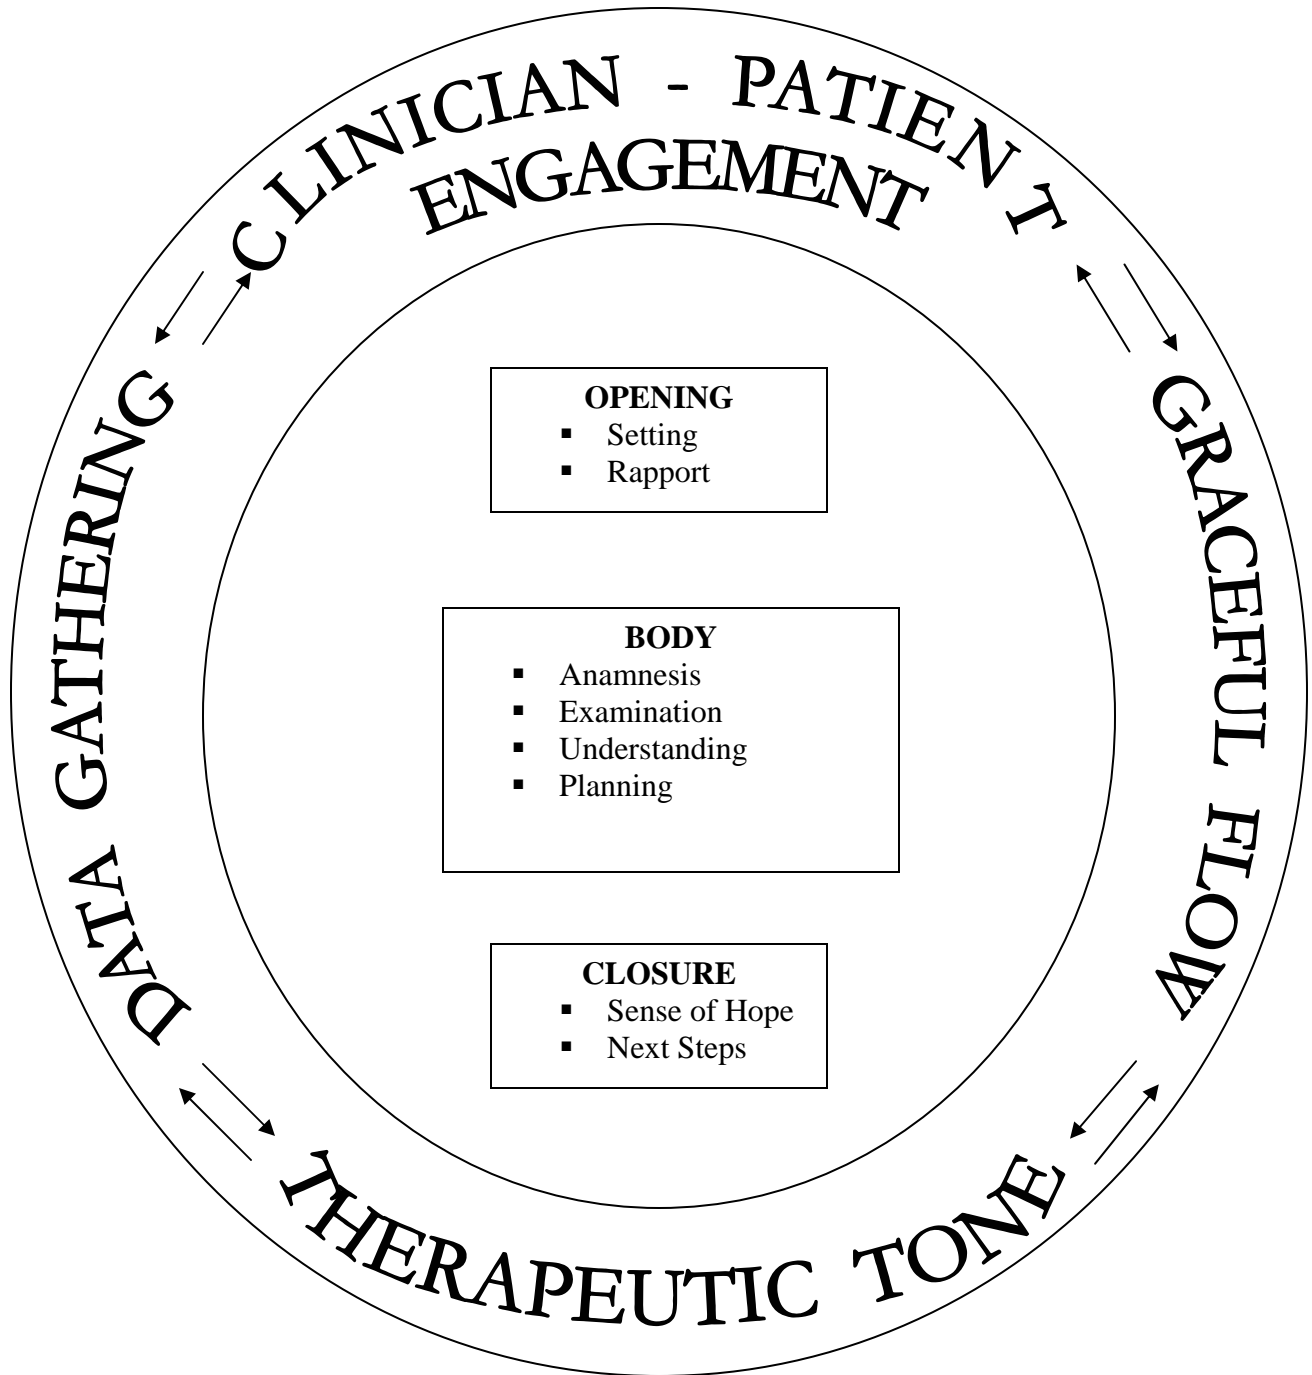 CLINICIAN - PATIENT
ENGAGEMENT
GRACEFUL FLOW
THERAPEUTIC TONE
DATA GATHERING
OPENING
▪ Setting
▪ Rapport
BODY
▪ Anamnesis
▪ Examination
▪ Understanding
▪ Planning
CLOSURE
▪ Sense of Hope
▪ Next Steps